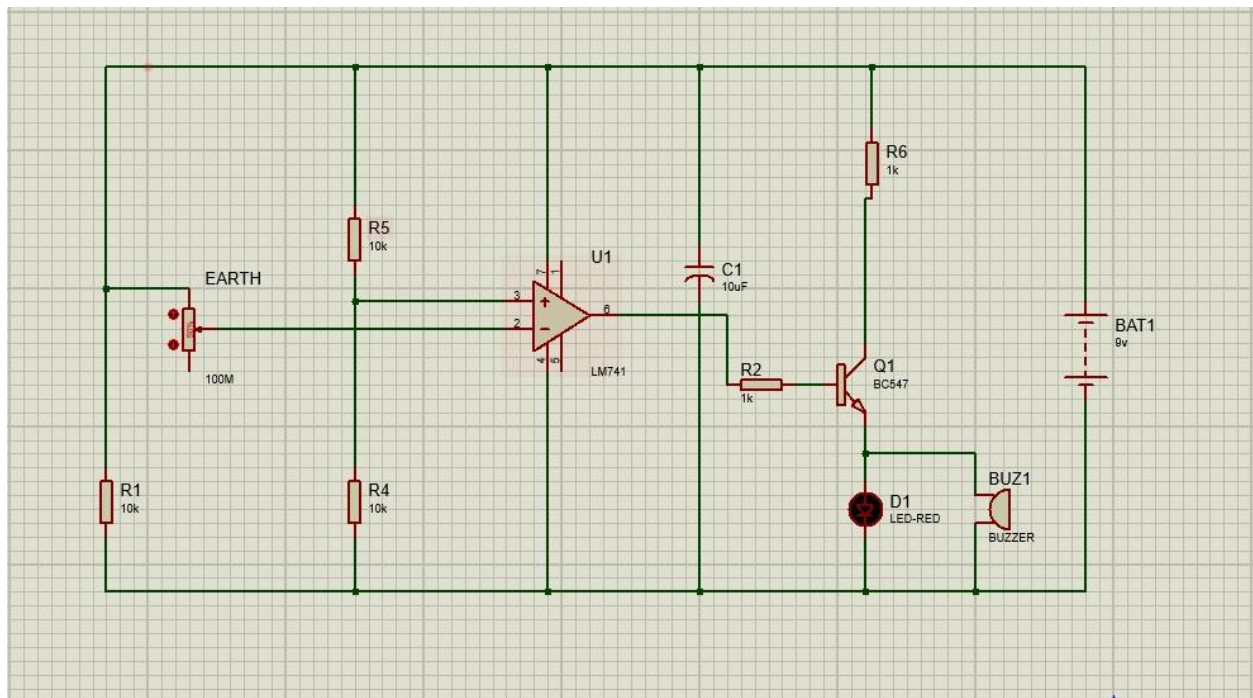 R6
1k
R5
10k
U1
EARTH
7
1
C1
10uF
3
2
6
4
5
50%
BAT1
9v
LM741
100M
R2
1k
Q1
BC547
R1
10k
R4
10k
D1
LED-RED
BUZ1
BUZZER